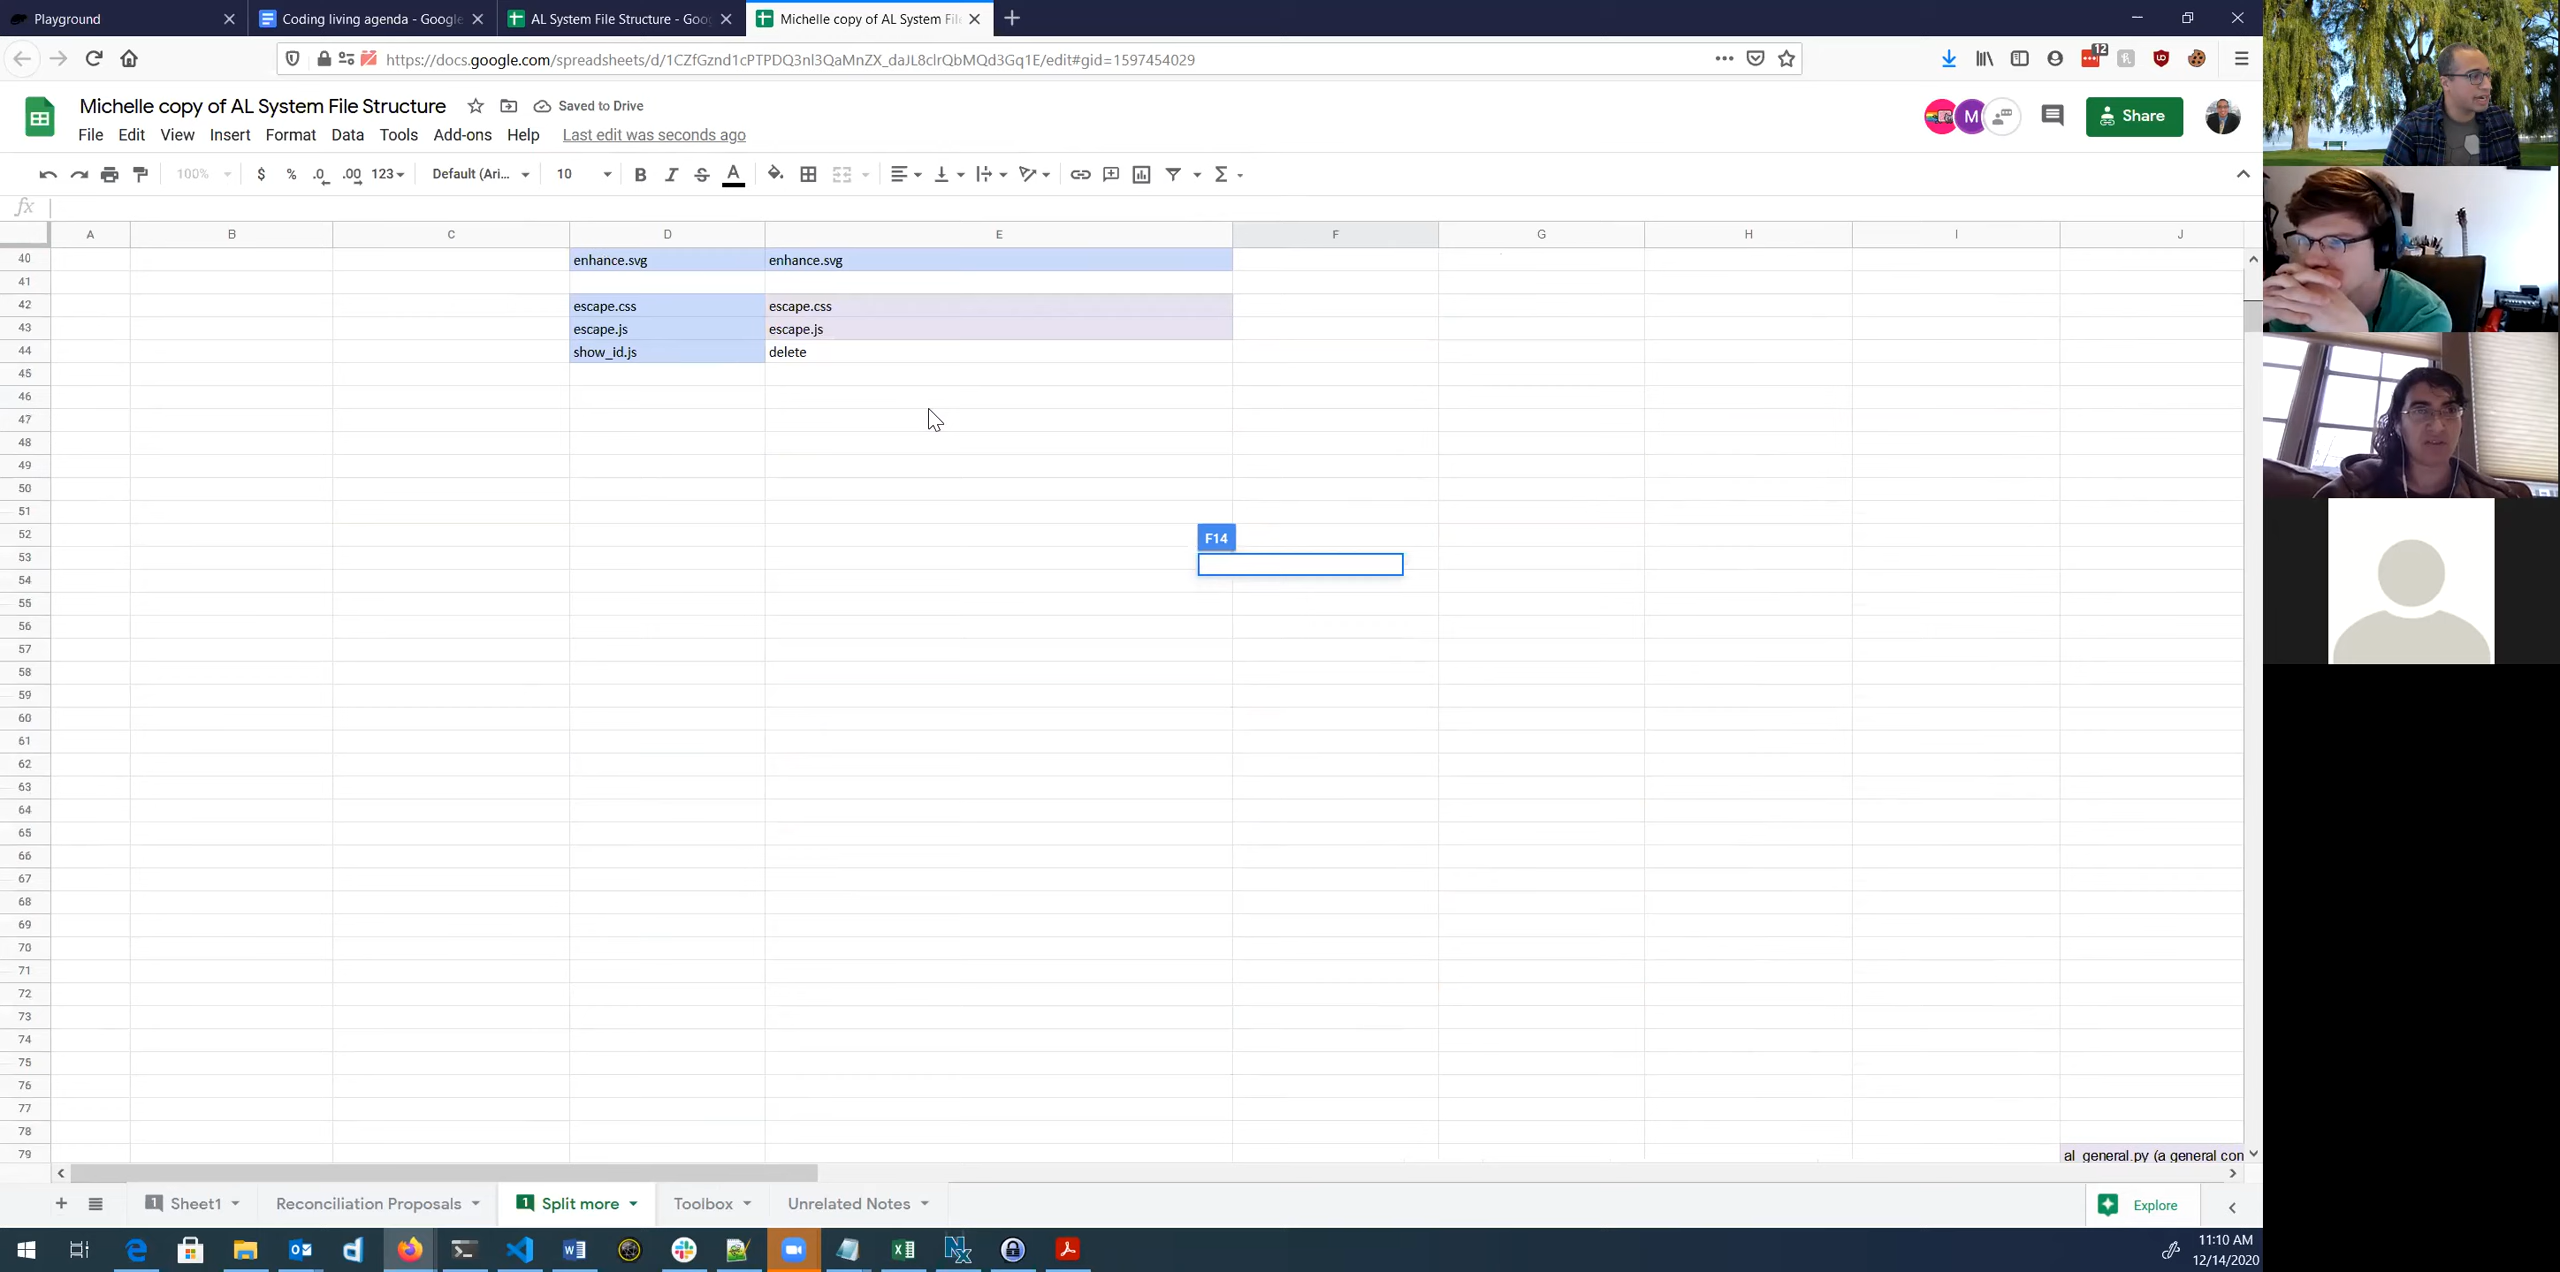 Playground
Coding living agenda - Google
AL System File Structure - Goo
Michelle copy of AL System Fil
https://docs.google.com/spreadsheets/d/1CZfGznd1cPTPDQ3nl3QaMnZX_daJL8clrQbMQd3Gq1E/edit#gid=1597454029
12
Michelle copy of AL System File Structure
Saved to Drive
File Edit View Insert Format Data Tools Add-ons Help Last edit was seconds ago
M
Share
100% $ % .0 .00 123 Default (Ari... 10 B I S A
fx
A B C D E F G H I J
40 enhance.svg enhance.svg
41
42 escape.css escape.css
43 escape.js escape.js
44 show_id.js delete
45
46
47
48
49
50
51
52
F14
53
54
55
56
57
58
59
60
61
62
63
64
65
66
67
68
69
70
71
72
73
74
75
76
77
78
79 al_general.py (a general con
1 Sheet1 Reconciliation Proposals 1 Split more Toolbox Unrelated Notes Explore
11:10 AM
12/14/2020